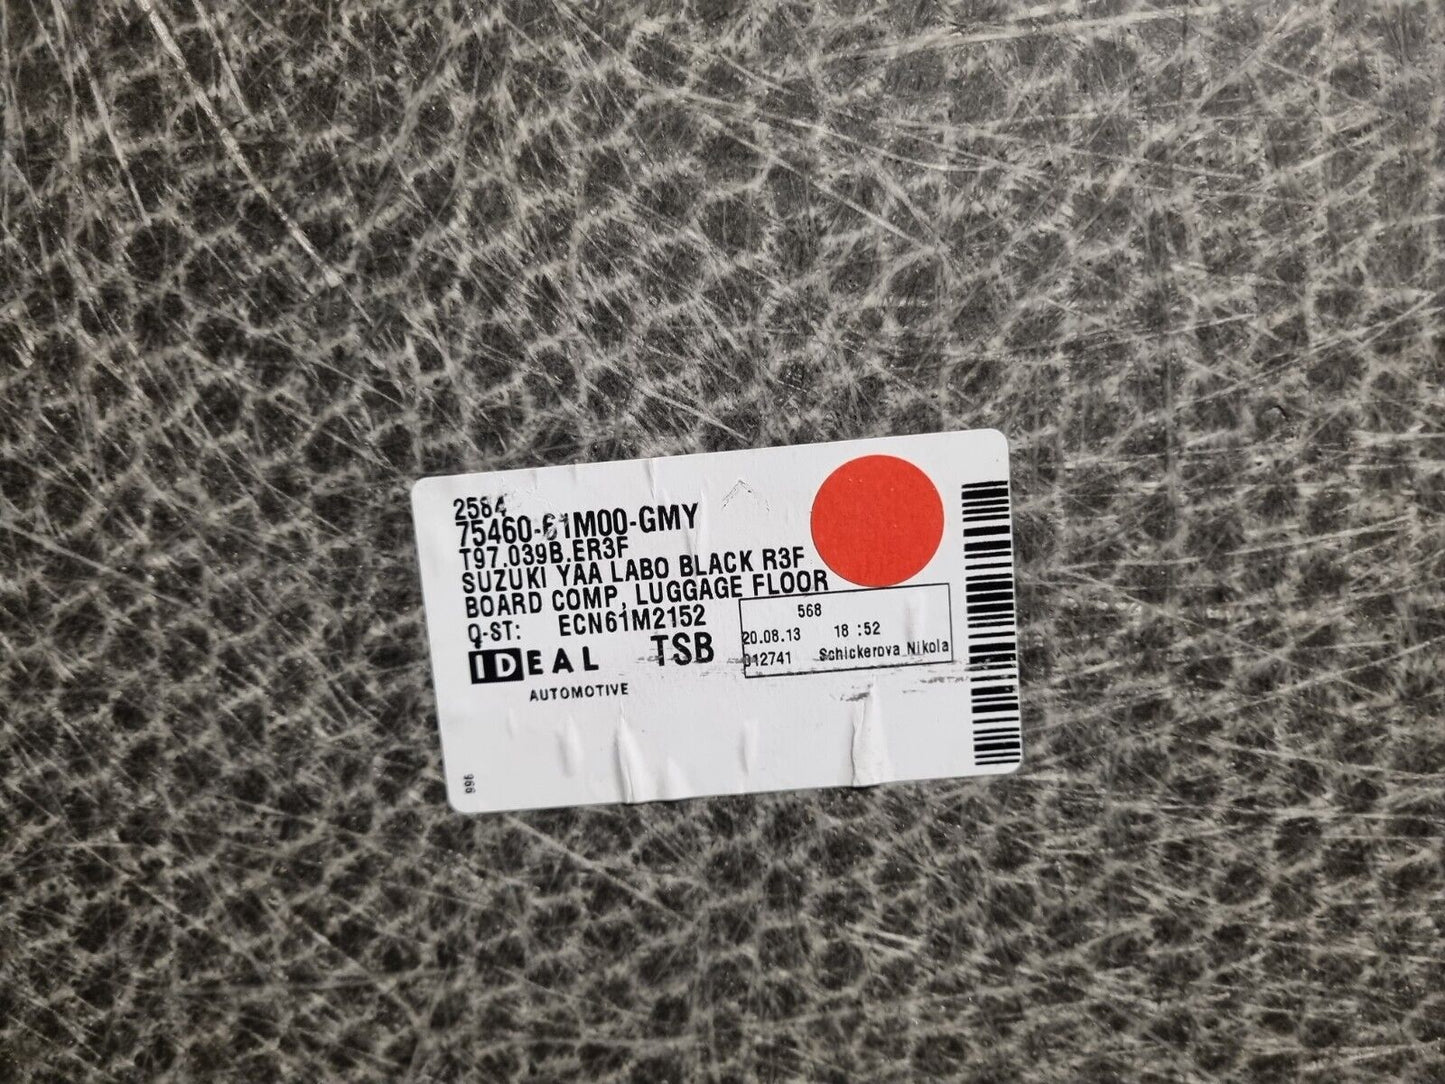 2584
75460-61M00-GMY
T97.039B.ER3F
SUZUKI YAA LABO BLACK R3F
BOARD COMP, LUGGAGE FLOOR
Q-ST: ECN61M2152
IDEAL TSB
AUTOMOTIVE
568
20.08.13 18:52
012741 Schickerova Nikola
996